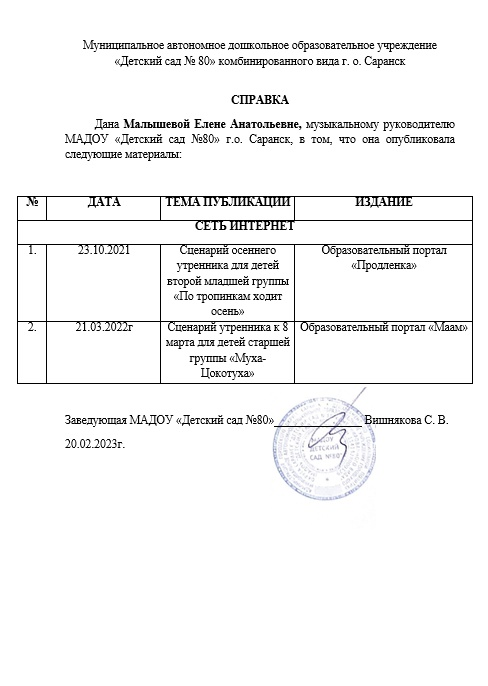 Муниципальное автономное дошкольное образовательное учреждение
«Детский сад № 80» комбинированного вида г. о. Саранск
СПРАВКА
Дана Малышевой Елене Анатольевне, музыкальному руководителю
МАДОУ «Детский сад №80» г.о. Саранск, в том, что она опубликовала
следующие материалы:
№ ДАТА ТЕМА ПУБЛИКАЦИИ ИЗДАНИЕ
СЕТЬ ИНТЕРНЕТ
1. 23.10.2021 Сценарий осеннего Образовательный портал
утренника для детей «Продленка»
второй младшей группы
«По тропинкам ходит
осень»
2. 21.03.2022г Сценарий утренника к 8 Образовательный портал «Маам»
марта для детей старшей
группы «Муха-
Цокотуха»
Заведующая МАДОУ «Детский сад №80»_______________ Вишнякова С. В.
20.02.2023г.
МАДОУ
ДЕТСКИЙ
САД №80